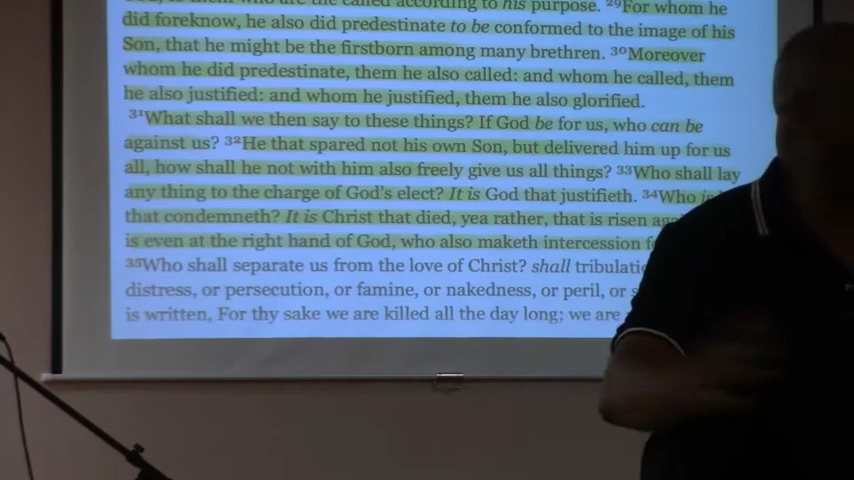 are the called according to his purpose. 29For whom he
did foreknow, he also did predestinate to be conformed to the image of his
Son, that he might be the firstborn among many brethren. 30Moreover
whom he did predestinate, them he also called: and whom he called, them
he also justified: and whom he justified, them he also glorified.
31What shall we then say to these things? If God be for us, who can be
against us? 32He that spared not his own Son, but delivered him up for us
all, how shall he not with him also freely give us all things? 33Who shall lay
any thing to the charge of God's elect? It is God that justifieth. 34Who is
that condemneth? It is Christ that died, yea rather, that is risen
is even at the right hand of God, who also maketh intercession
35Who shall separate us from the love of Christ? shall
distress, or persecution, or famine, or nakedness, or peril, or
is written, For thy sake we are killed all the day long; we are